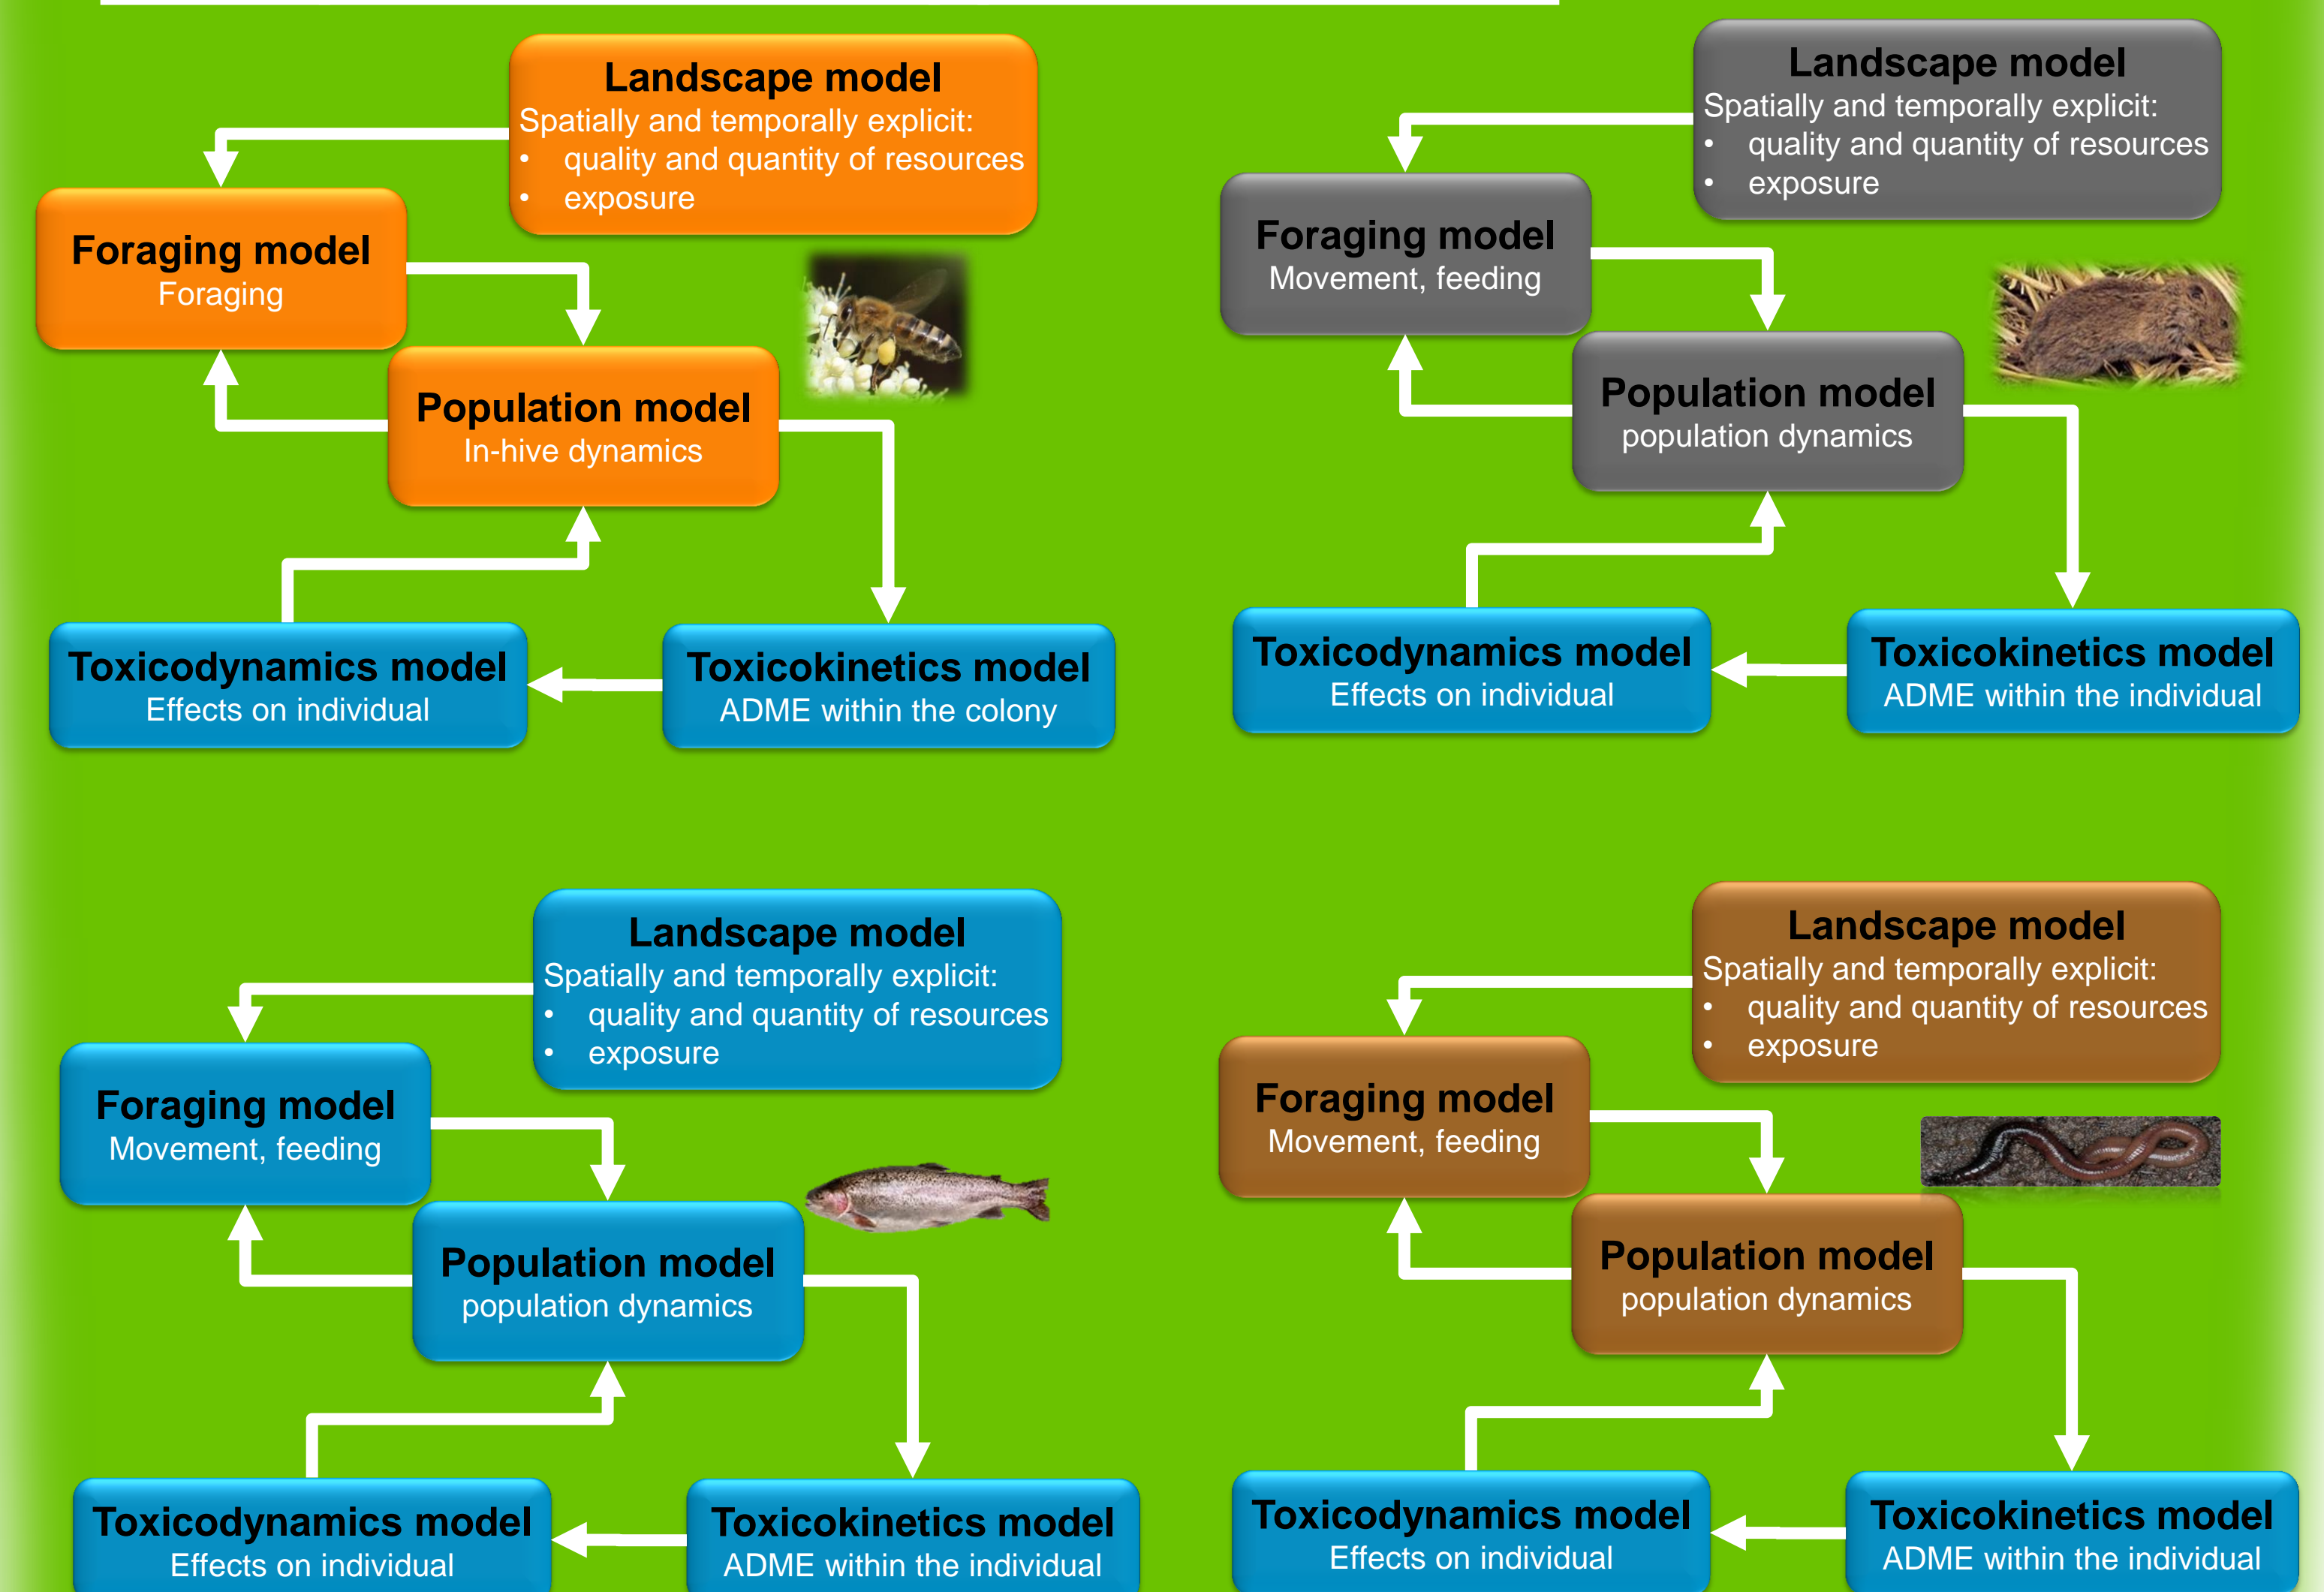 Landscape model
Spatially and temporally explicit:
• quality and quantity of resources
• exposure
Foraging model
Foraging
Population model
In-hive dynamics
Toxicodynamics model
Effects on individual
Toxicokinetics model
ADME within the colony
Landscape model
Spatially and temporally explicit:
• quality and quantity of resources
• exposure
Foraging model
Movement, feeding
Population model
population dynamics
Toxicodynamics model
Effects on individual
Toxicokinetics model
ADME within the individual
Landscape model
Spatially and temporally explicit:
• quality and quantity of resources
• exposure
Foraging model
Movement, feeding
Population model
population dynamics
Toxicodynamics model
Effects on individual
Toxicokinetics model
ADME within the individual
Landscape model
Spatially and temporally explicit:
• quality and quantity of resources
• exposure
Foraging model
Movement, feeding
Population model
population dynamics
Toxicodynamics model
Effects on individual
Toxicokinetics model
ADME within the individual